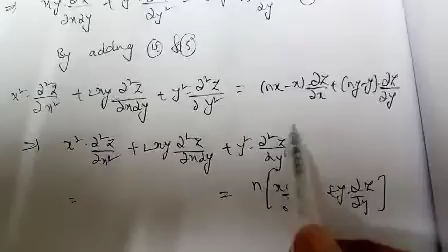 By adding ④ & ⑤
x² · ∂²z/∂x² + 2xy ∂²z/∂x∂y + y² · ∂²z/∂y² = (nx-x) ∂z/∂x + (ny-y) · ∂z/∂y
⇒ x² · ∂²z/∂x² + 2xy ∂²z/∂x∂y + y² · ∂²z/∂y²
= = n[x + y · ∂z/∂y]